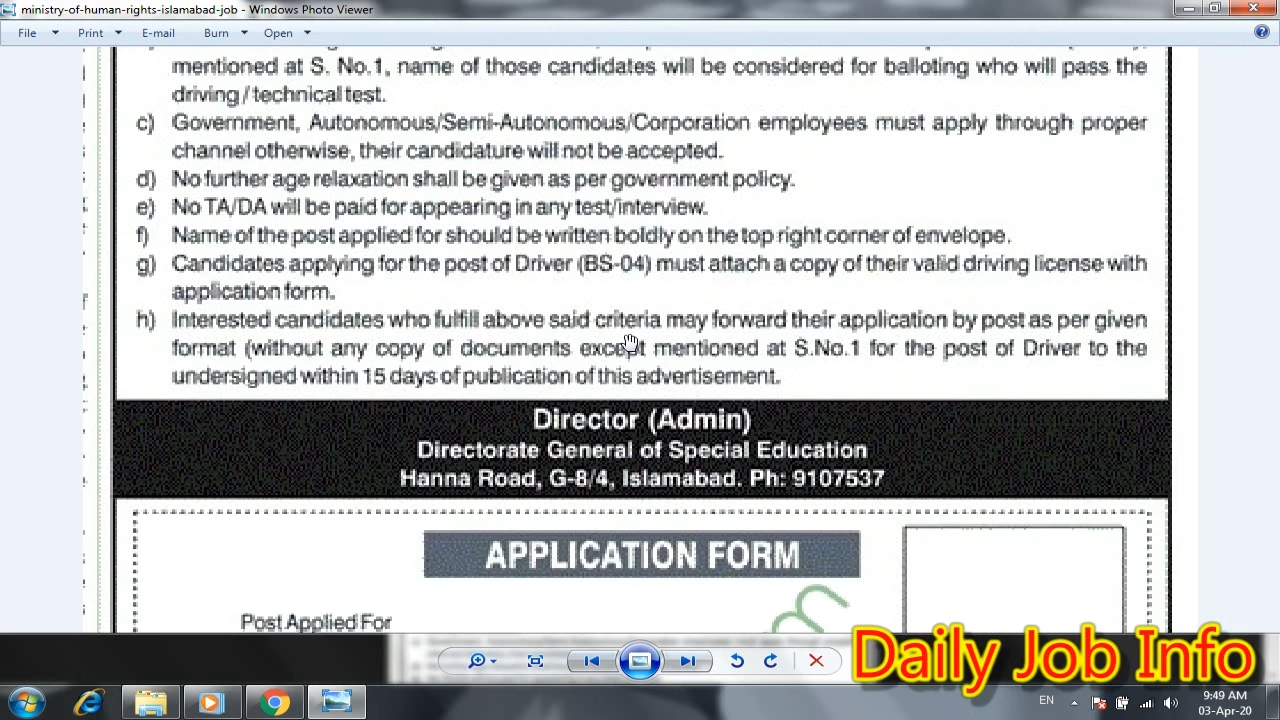 ministry-of-human-rights-islamabad-job - Windows Photo Viewer
File Print E-mail Burn Open
mentioned at S. No.1, name of those candidates will be considered for balloting who will pass the
driving / technical test.
c) Government, Autonomous/Semi-Autonomous/Corporation employees must apply through proper
channel otherwise, their candidature will not be accepted.
d) No further age relaxation shall be given as per government policy.
e) No TA/DA will be paid for appearing in any test/interview.
f) Name of the post applied for should be written boldly on the top right corner of envelope.
g) Candidates applying for the post of Driver (BS-04) must attach a copy of their valid driving license with
application form.
h) Interested candidates who fulfill above said criteria may forward their application by post as per given
format (without any copy of documents except mentioned at S.No.1 for the post of Driver to the
undersigned within 15 days of publication of this advertisement.
Director (Admin)
Directorate General of Special Education
Hanna Road, G-8/4, Islamabad. Ph: 9107537
APPLICATION FORM
Post Applied For
Daily Job Info
EN
9:49 AM
03-Apr-20